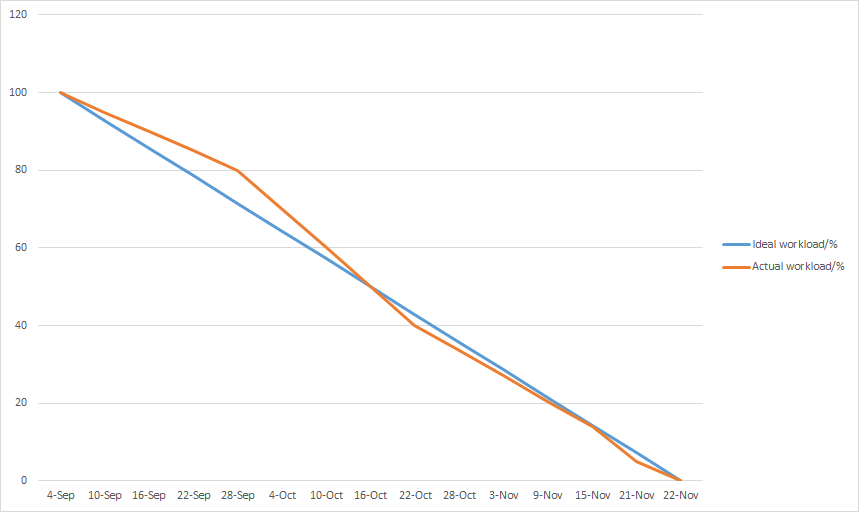 120
100
80
60
40
20
0
4-Sep 10-Sep 16-Sep 22-Sep 28-Sep 4-Oct 10-Oct 16-Oct 22-Oct 28-Oct 3-Nov 9-Nov 15-Nov 21-Nov 22-Nov
Ideal workload/%
Actual workload/%